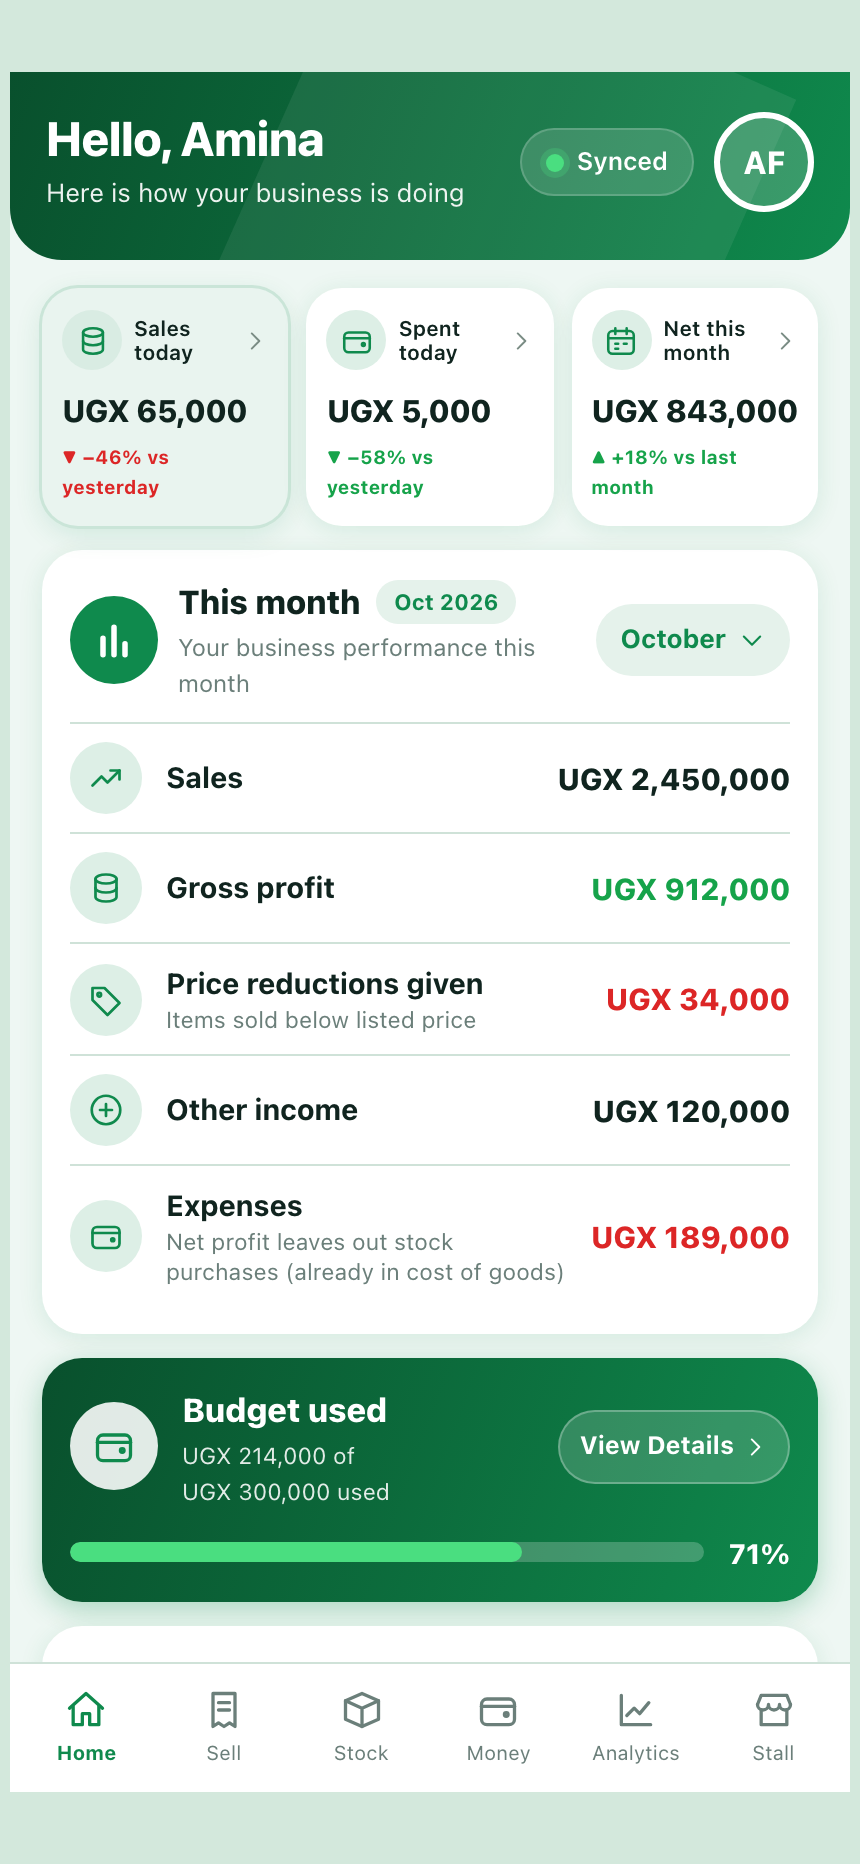 Hello, Amina
Here is how your business is doing
Synced
AF
Sales
today
UGX 65,000
▼ −46% vs
yesterday
Spent
today
UGX 5,000
▼ −58% vs
yesterday
Net this
month
UGX 843,000
▲ +18% vs last
month
This month
Oct 2026
Your business performance this
month
October
Sales
UGX 2,450,000
Gross profit
UGX 912,000
Price reductions given
Items sold below listed price
UGX 34,000
Other income
UGX 120,000
Expenses
Net profit leaves out stock
purchases (already in cost of goods)
UGX 189,000
Budget used
UGX 214,000 of
UGX 300,000 used
View Details
71%
Home
Sell
Stock
Money
Analytics
Stall